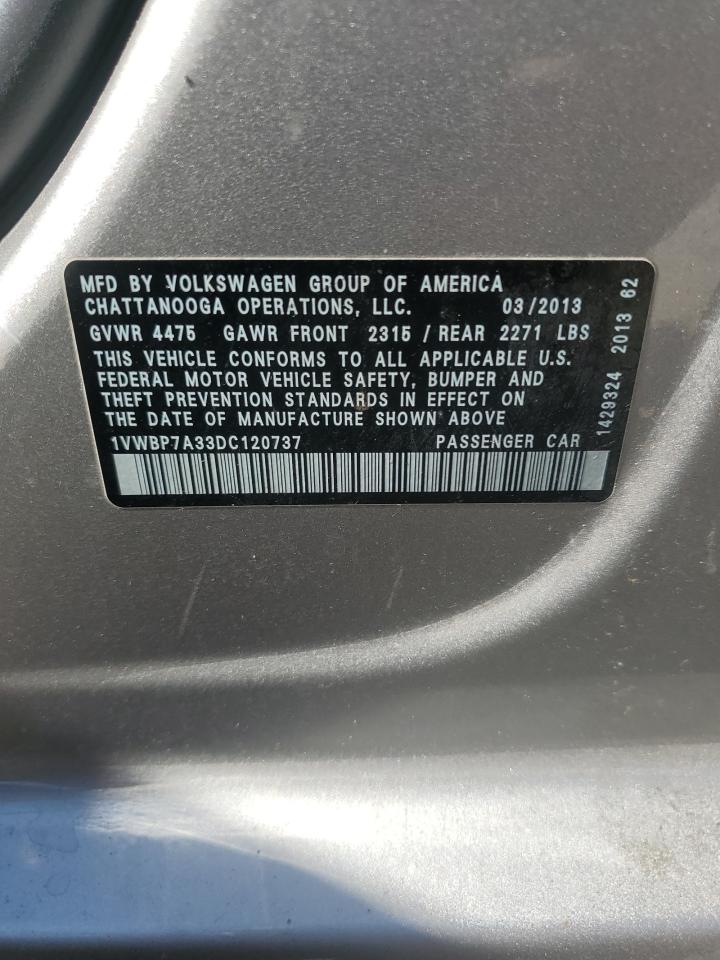 MFD BY VOLKSWAGEN GROUP OF AMERICA
CHATTANOOGA OPERATIONS, LLC. 03/2013
GVWR 4475 GAWR FRONT 2315 / REAR 2271 LBS
THIS VEHICLE CONFORMS TO ALL APPLICABLE U.S.
FEDERAL MOTOR VEHICLE SAFETY, BUMPER AND
THEFT PREVENTION STANDARDS IN EFFECT ON
THE DATE OF MANUFACTURE SHOWN ABOVE
1VWBP7A33DC120737 PASSENGER CAR
1429324 2013 62